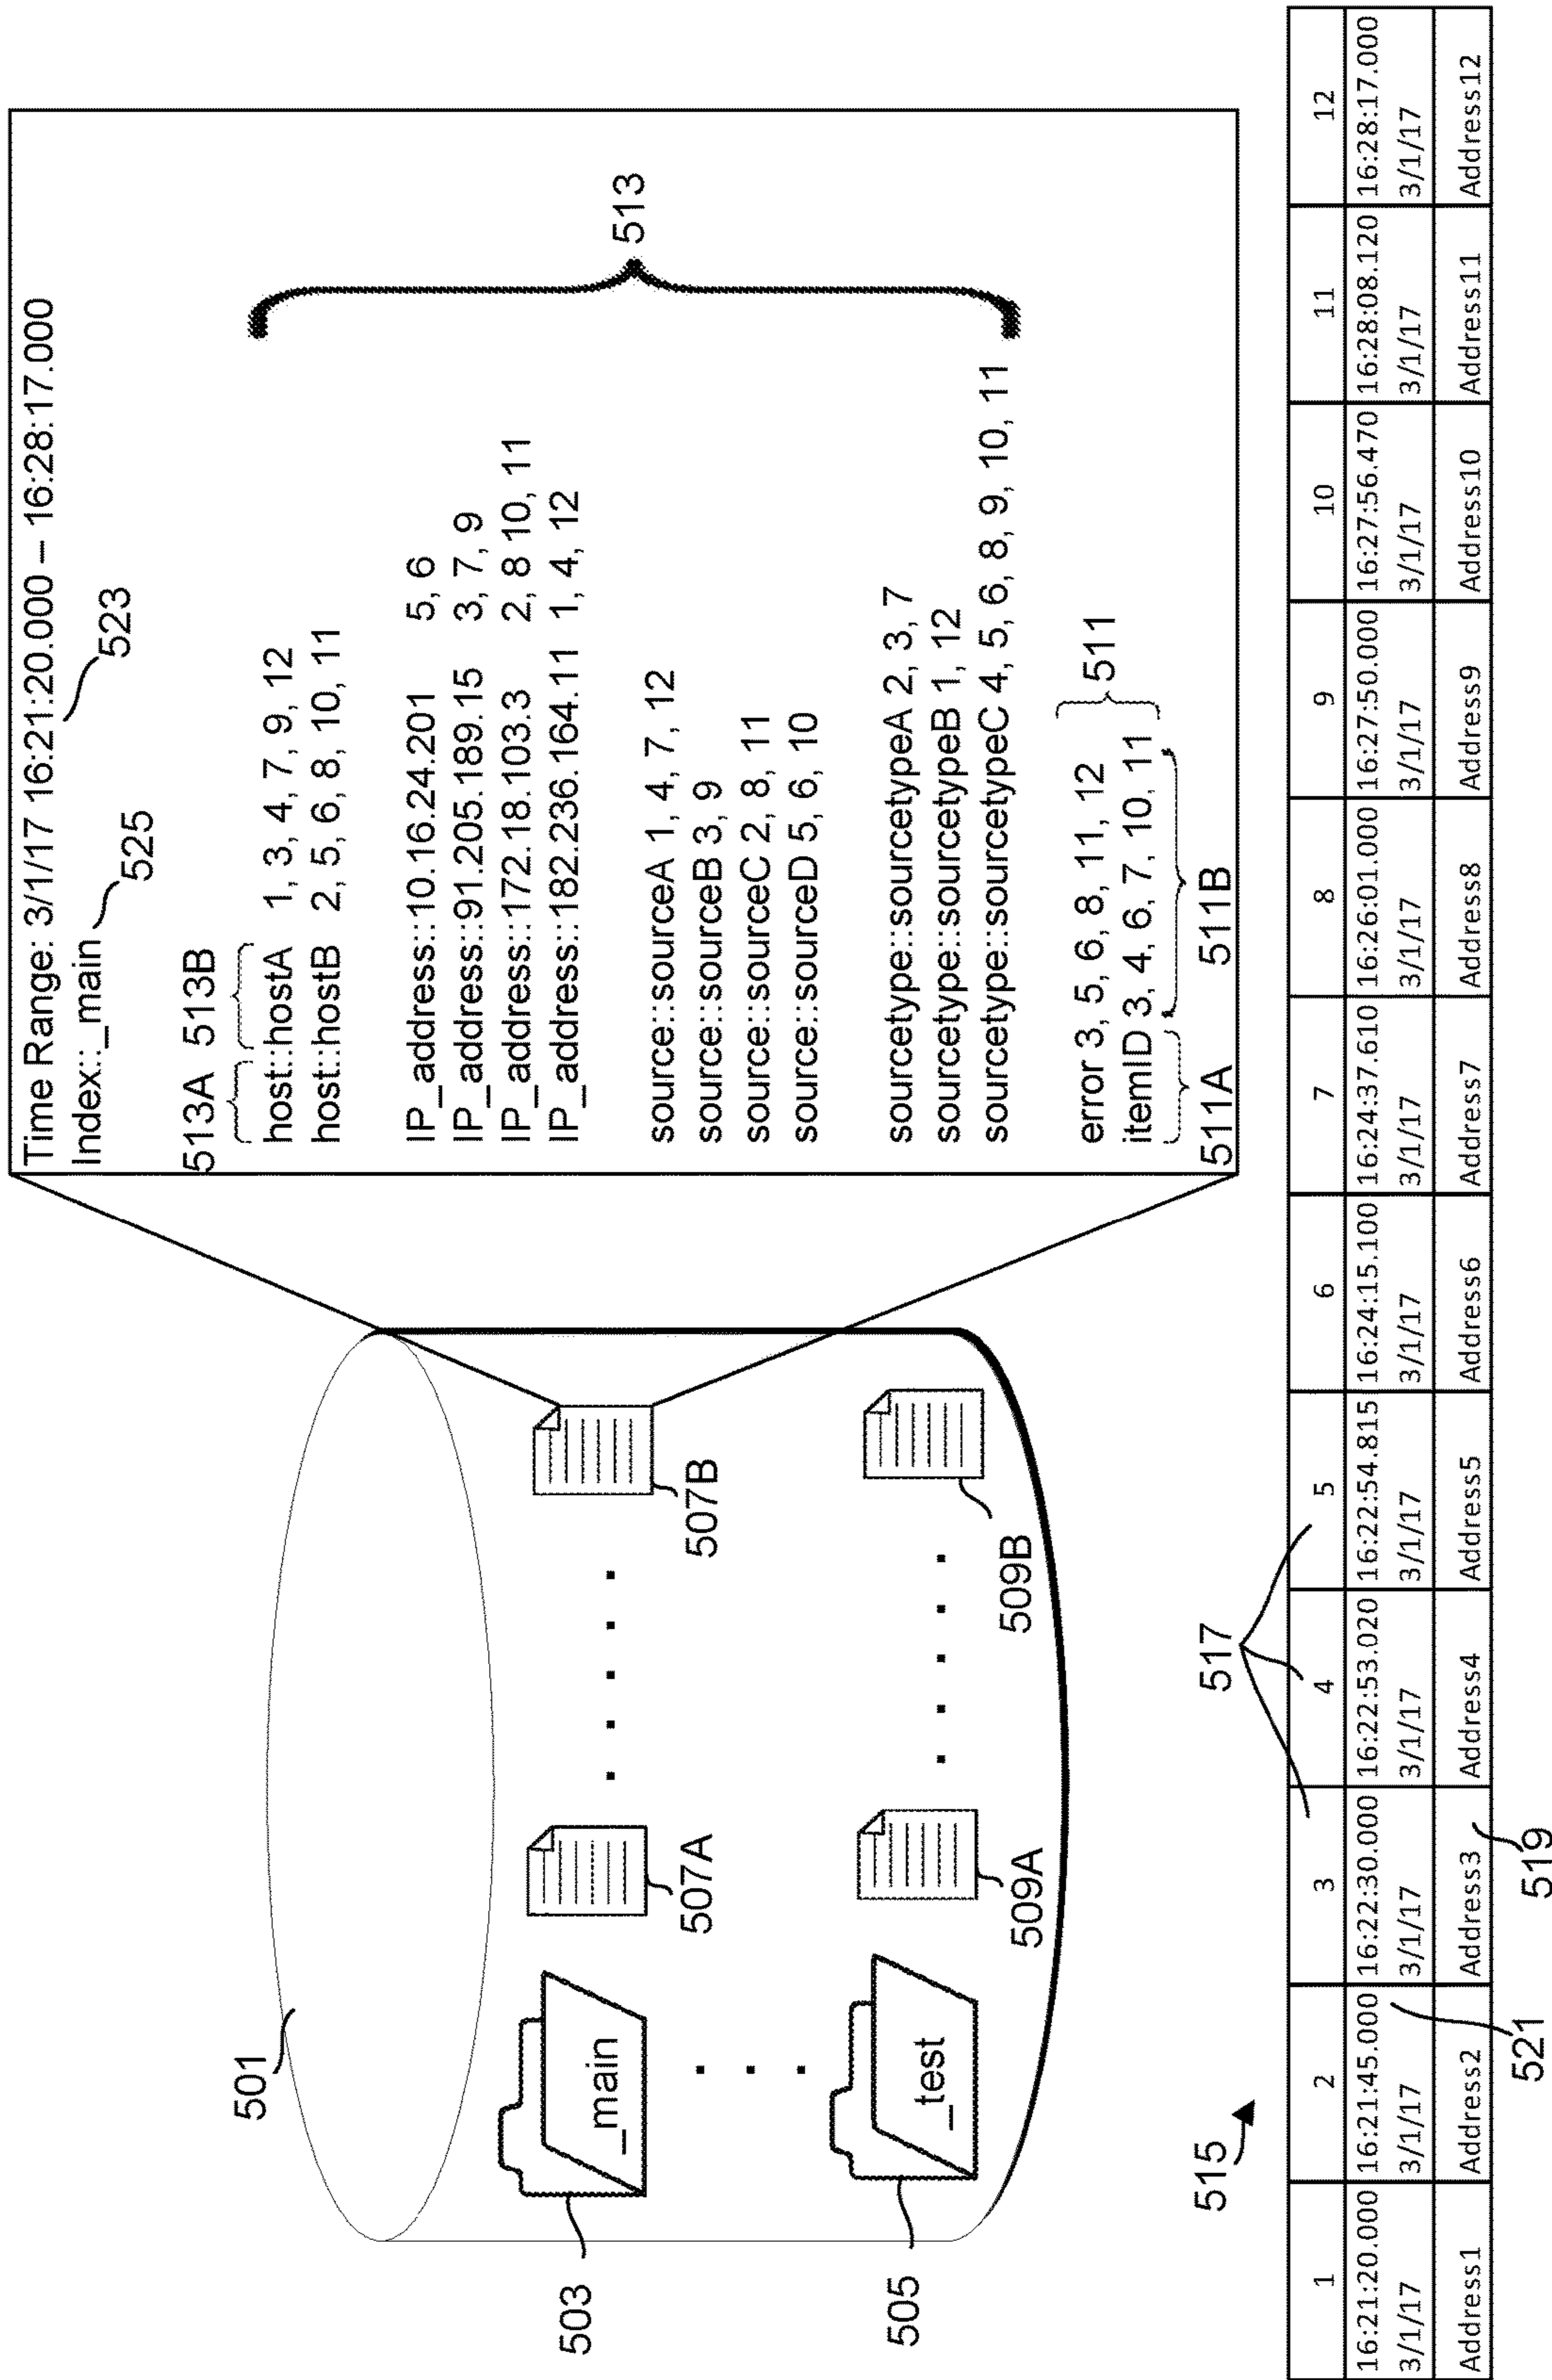 501
503
_main
507A
507B
505
_test
509A
509B
Time Range: 3/1/17 16:21:20.000 – 16:28:17.000
523
Index::_main
525
513A 513B
host::hostA 1, 3, 4, 7, 9, 12
host::hostB 2, 5, 6, 8, 10, 11
IP_address::10.16.24.201 5, 6
IP_address::91.205.189.15 3, 7, 9
IP_address::172.18.103.3 2, 8 10, 11
IP_address::182.236.164.11 1, 4, 12
513
source::sourceA 1, 4, 7, 12
source::sourceB 3, 9
source::sourceC 2, 8, 11
source::sourceD 5, 6, 10
sourcetype::sourcetypeA 2, 3, 7
sourcetype::sourcetypeB 1, 12
sourcetype::sourcetypeC 4, 5, 6, 8, 9, 10, 11
error 3, 5, 6, 8, 11, 12
itemID 3, 4, 6, 7, 10, 11
511
511A 511B
515
517
1 2 3 4 5 6 7 8 9 10 11 12
16:21:20.000 16:21:45.000 16:22:30.000 16:22:53.020 16:22:54.815 16:24:15.100 16:24:37.610 16:26:01.000 16:27:50.000 16:27:56.470 16:28:08.120 16:28:17.000
3/1/17 3/1/17 3/1/17 3/1/17 3/1/17 3/1/17 3/1/17 3/1/17 3/1/17 3/1/17 3/1/17 3/1/17
Address1 Address2 Address3 Address4 Address5 Address6 Address7 Address8 Address9 Address10 Address11 Address12
521
519